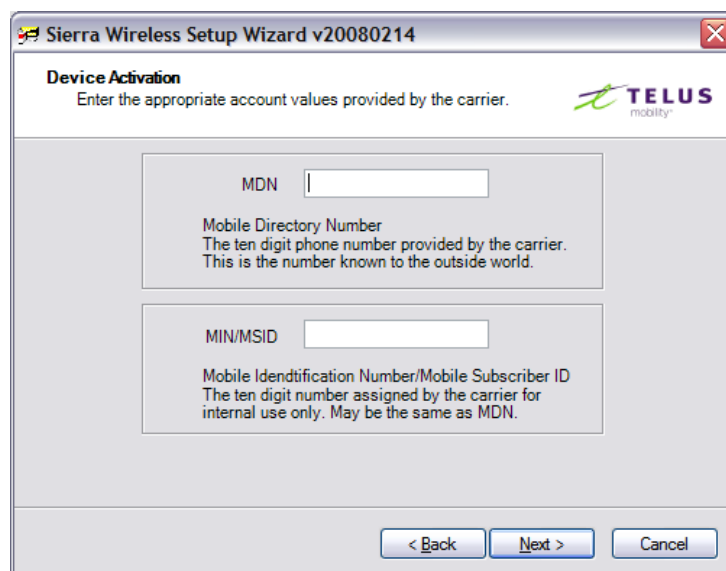 Sierra Wireless Setup Wizard v20080214
Device Activation
Enter the appropriate account values provided by the carrier.
TELUS
mobility
MDN
Mobile Directory Number
The ten digit phone number provided by the carrier.
This is the number known to the outside world.
MIN/MSID
Mobile Idendtification Number/Mobile Subscriber ID
The ten digit number assigned by the carrier for
internal use only. May be the same as MDN.
< Back
Next >
Cancel